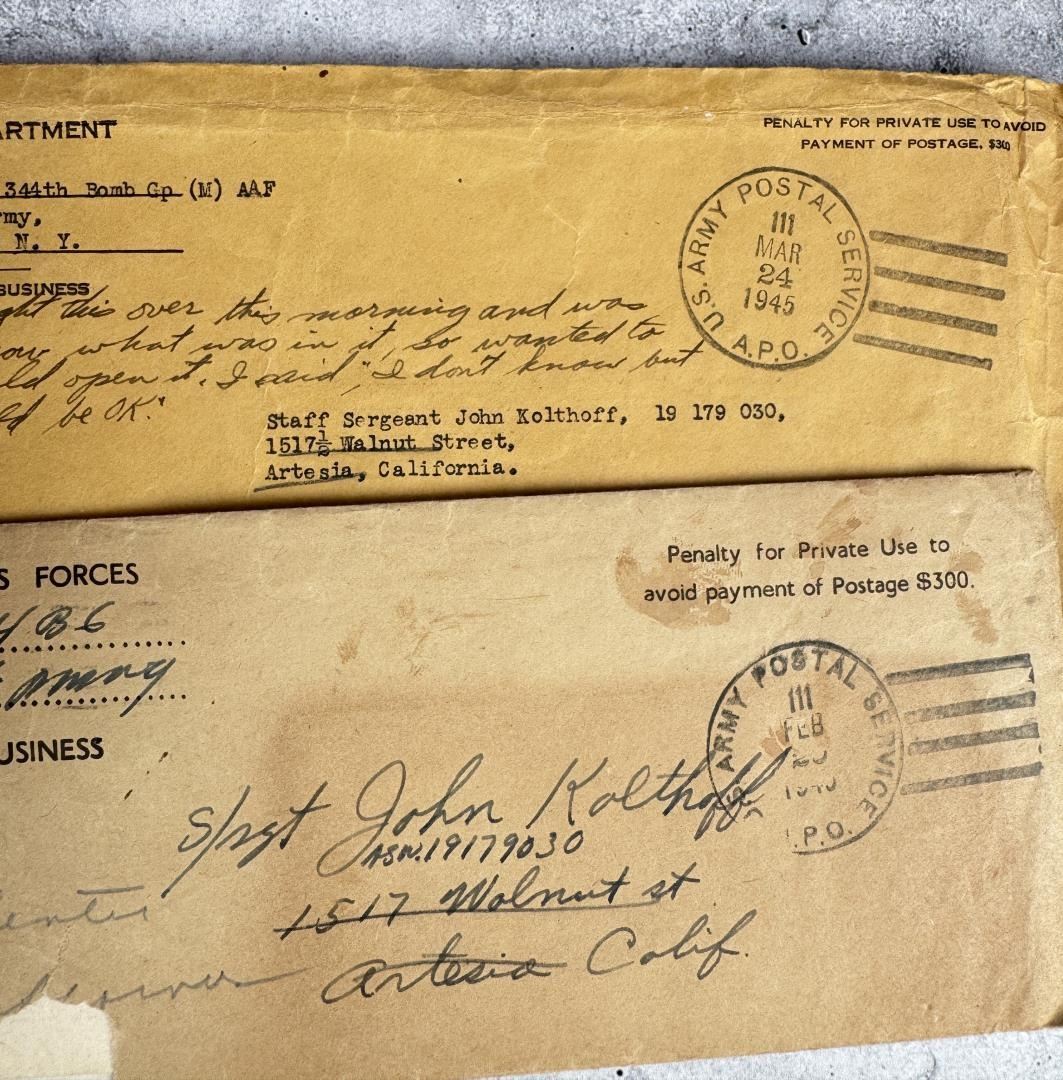 ARTMENT
PENALTY FOR PRIVATE USE TO AVOID
PAYMENT OF POSTAGE, $300
344th Bomb Gp (M) AAF
rmy,
N. Y.
BUSINESS
U.S. ARMY POSTAL SERVICE
111
MAR
24
1945
A.P.O.
ght this over this morning and was
ow what was in it, so wanted to
ld open it. I said "I don't know but
ld be OK."
Staff Sergeant John Kolthoff, 19 179 030,
1517½ Walnut Street,
Artesia, California.
S FORCES
Penalty for Private Use to
avoid payment of Postage $300.
4 BG
Army
USINESS
U.S. ARMY POSTAL SERVICE
111
FEB
.P.O.
S/sgt John Kolthoff
ASN. 19179030
1517 Walnut st
Artesia Calif.